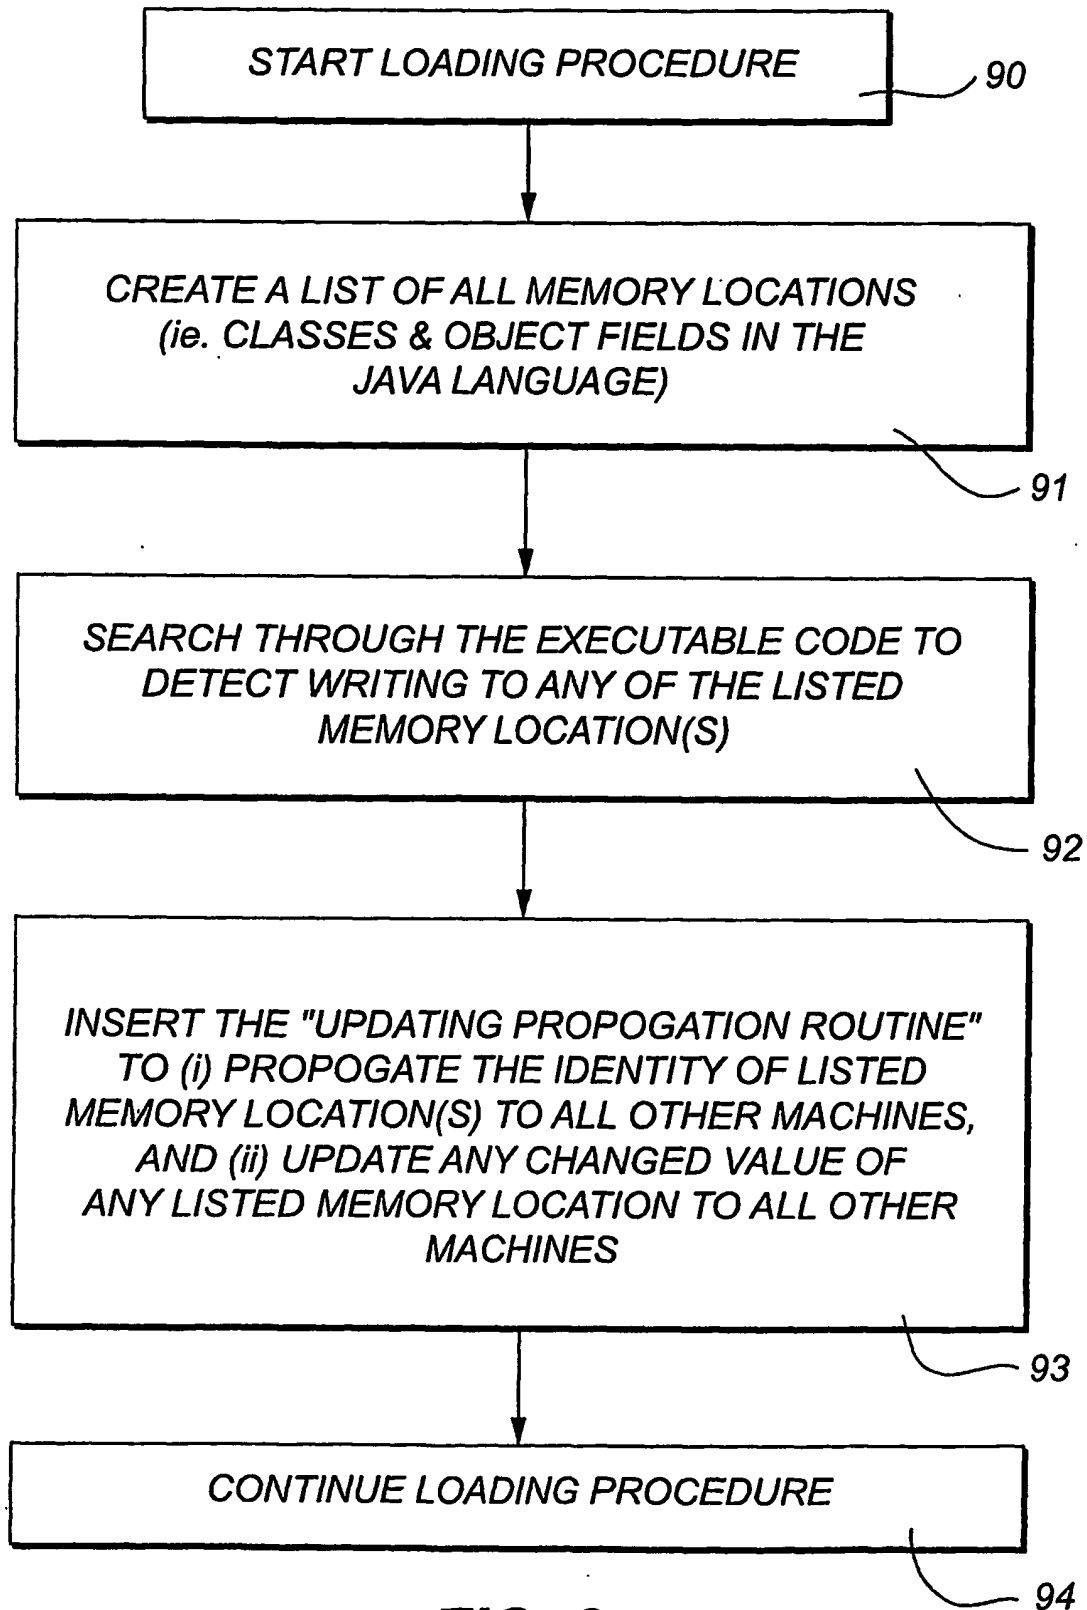 START LOADING PROCEDURE
90
CREATE A LIST OF ALL MEMORY LOCATIONS
(ie. CLASSES & OBJECT FIELDS IN THE
JAVA LANGUAGE)
91
SEARCH THROUGH THE EXECUTABLE CODE TO
DETECT WRITING TO ANY OF THE LISTED
MEMORY LOCATION(S)
92
INSERT THE "UPDATING PROPOGATION ROUTINE"
TO (i) PROPOGATE THE IDENTITY OF LISTED
MEMORY LOCATION(S) TO ALL OTHER MACHINES,
AND (ii) UPDATE ANY CHANGED VALUE OF
ANY LISTED MEMORY LOCATION TO ALL OTHER
MACHINES
93
CONTINUE LOADING PROCEDURE
94